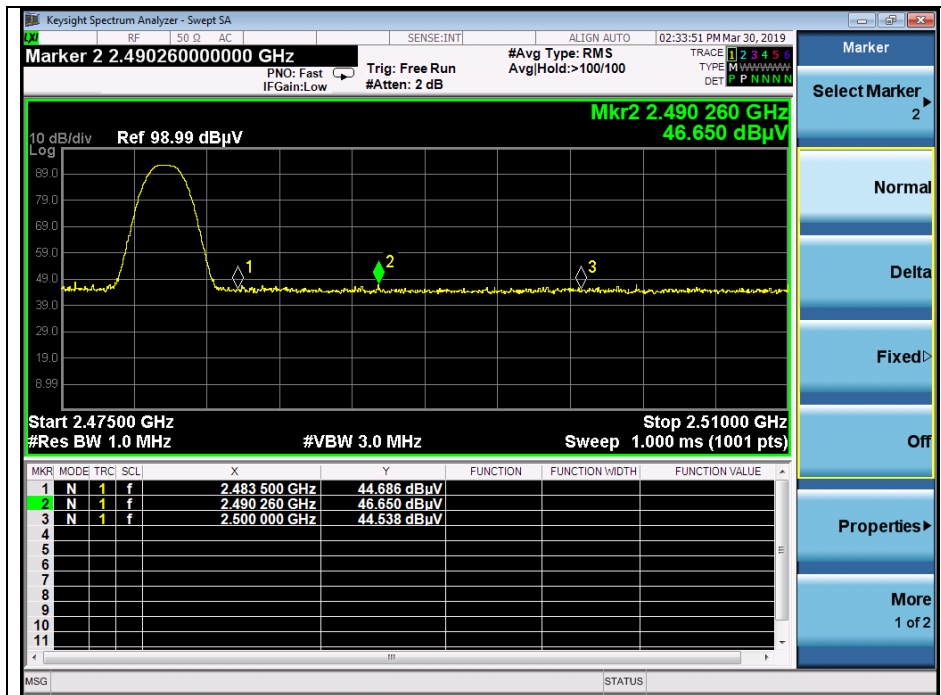 Keysight Spectrum Analyzer - Swept SA
LXI RF 50 Ω AC SENSE:INT ALIGN AUTO 02:33:51 PM Mar 30, 2019
Marker 2 2.490260000000 GHz
PNO: Fast
IFGain:Low
Trig: Free Run
#Atten: 2 dB
#Avg Type: RMS
Avg|Hold:>100/100
TRACE 1 2 3 4 5 6
TYPE M W W W W W
DET P P N N N N
Mkr2 2.490 260 GHz
46.650 dBµV
10 dB/div Ref 98.99 dBµV
Log
89.0
79.0
69.0
59.0
49.0
39.0
29.0
19.0
8.99
1
2
3
Start 2.47500 GHz Stop 2.51000 GHz
#Res BW 1.0 MHz #VBW 3.0 MHz Sweep 1.000 ms (1001 pts)
MKR MODE TRC SCL X Y FUNCTION FUNCTION WIDTH FUNCTION VALUE
1 N 1 f 2.483 500 GHz 44.686 dBµV
2 N 1 f 2.490 260 GHz 46.650 dBµV
3 N 1 f 2.500 000 GHz 44.538 dBµV
4
5
6
7
8
9
10
11
MSG STATUS
Marker
Select Marker
2
Normal
Delta
Fixed
Off
Properties
More
1 of 2